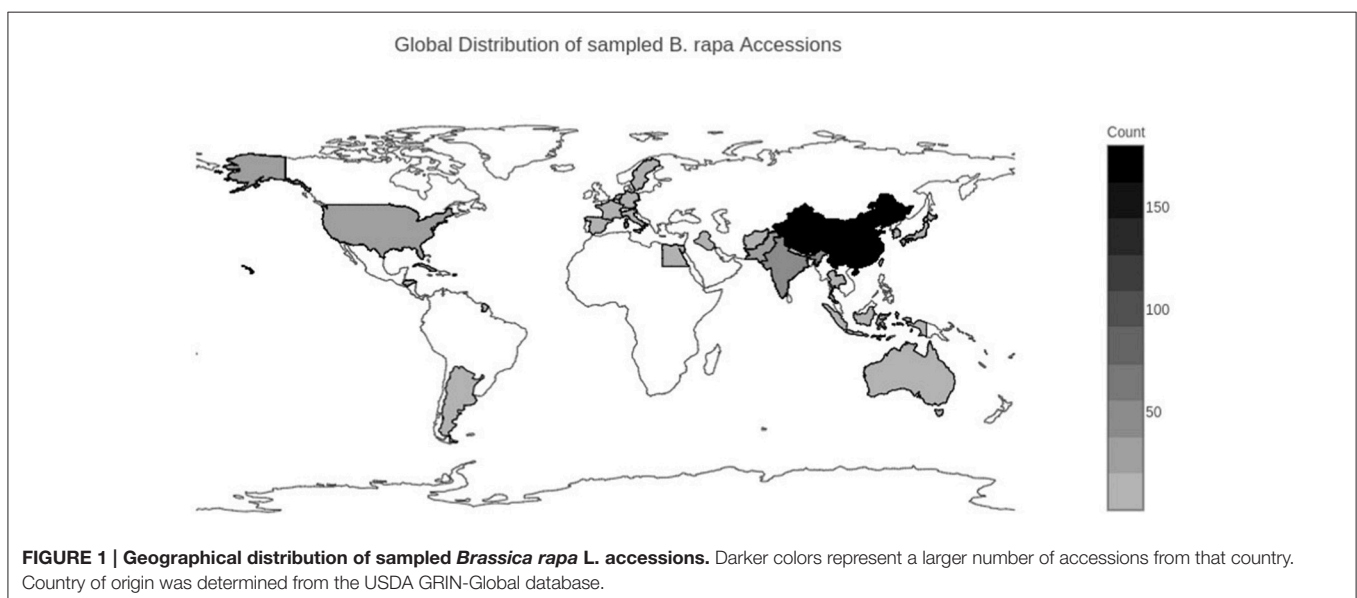 Global Distribution of sampled B. rapa Accessions
Count
150
100
50
FIGURE 1 | Geographical distribution of sampled Brassica rapa L. accessions. Darker colors represent a larger number of accessions from that country.
Country of origin was determined from the USDA GRIN-Global database.